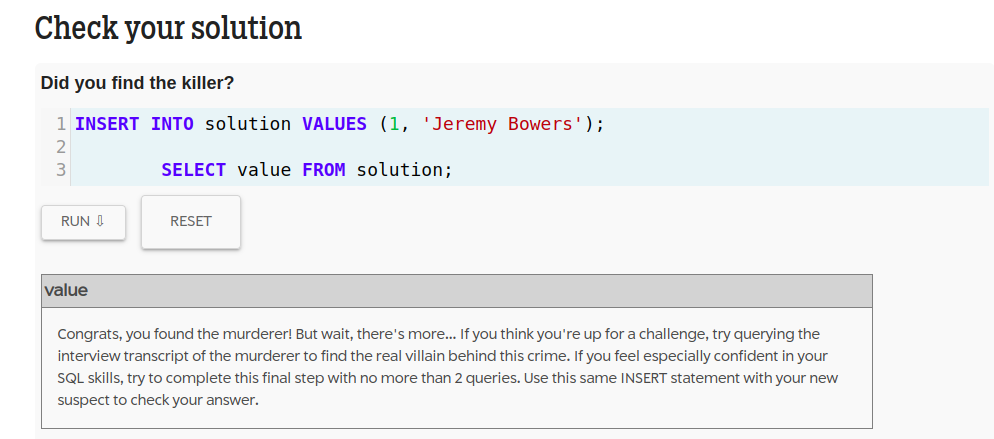 Check your solution
Did you find the killer?
1 INSERT INTO solution VALUES (1, 'Jeremy Bowers');
2
3 SELECT value FROM solution;
RUN ⇩ RESET
value
Congrats, you found the murderer! But wait, there's more... If you think you're up for a challenge, try querying the
interview transcript of the murderer to find the real villain behind this crime. If you feel especially confident in your
SQL skills, try to complete this final step with no more than 2 queries. Use this same INSERT statement with your new
suspect to check your answer.